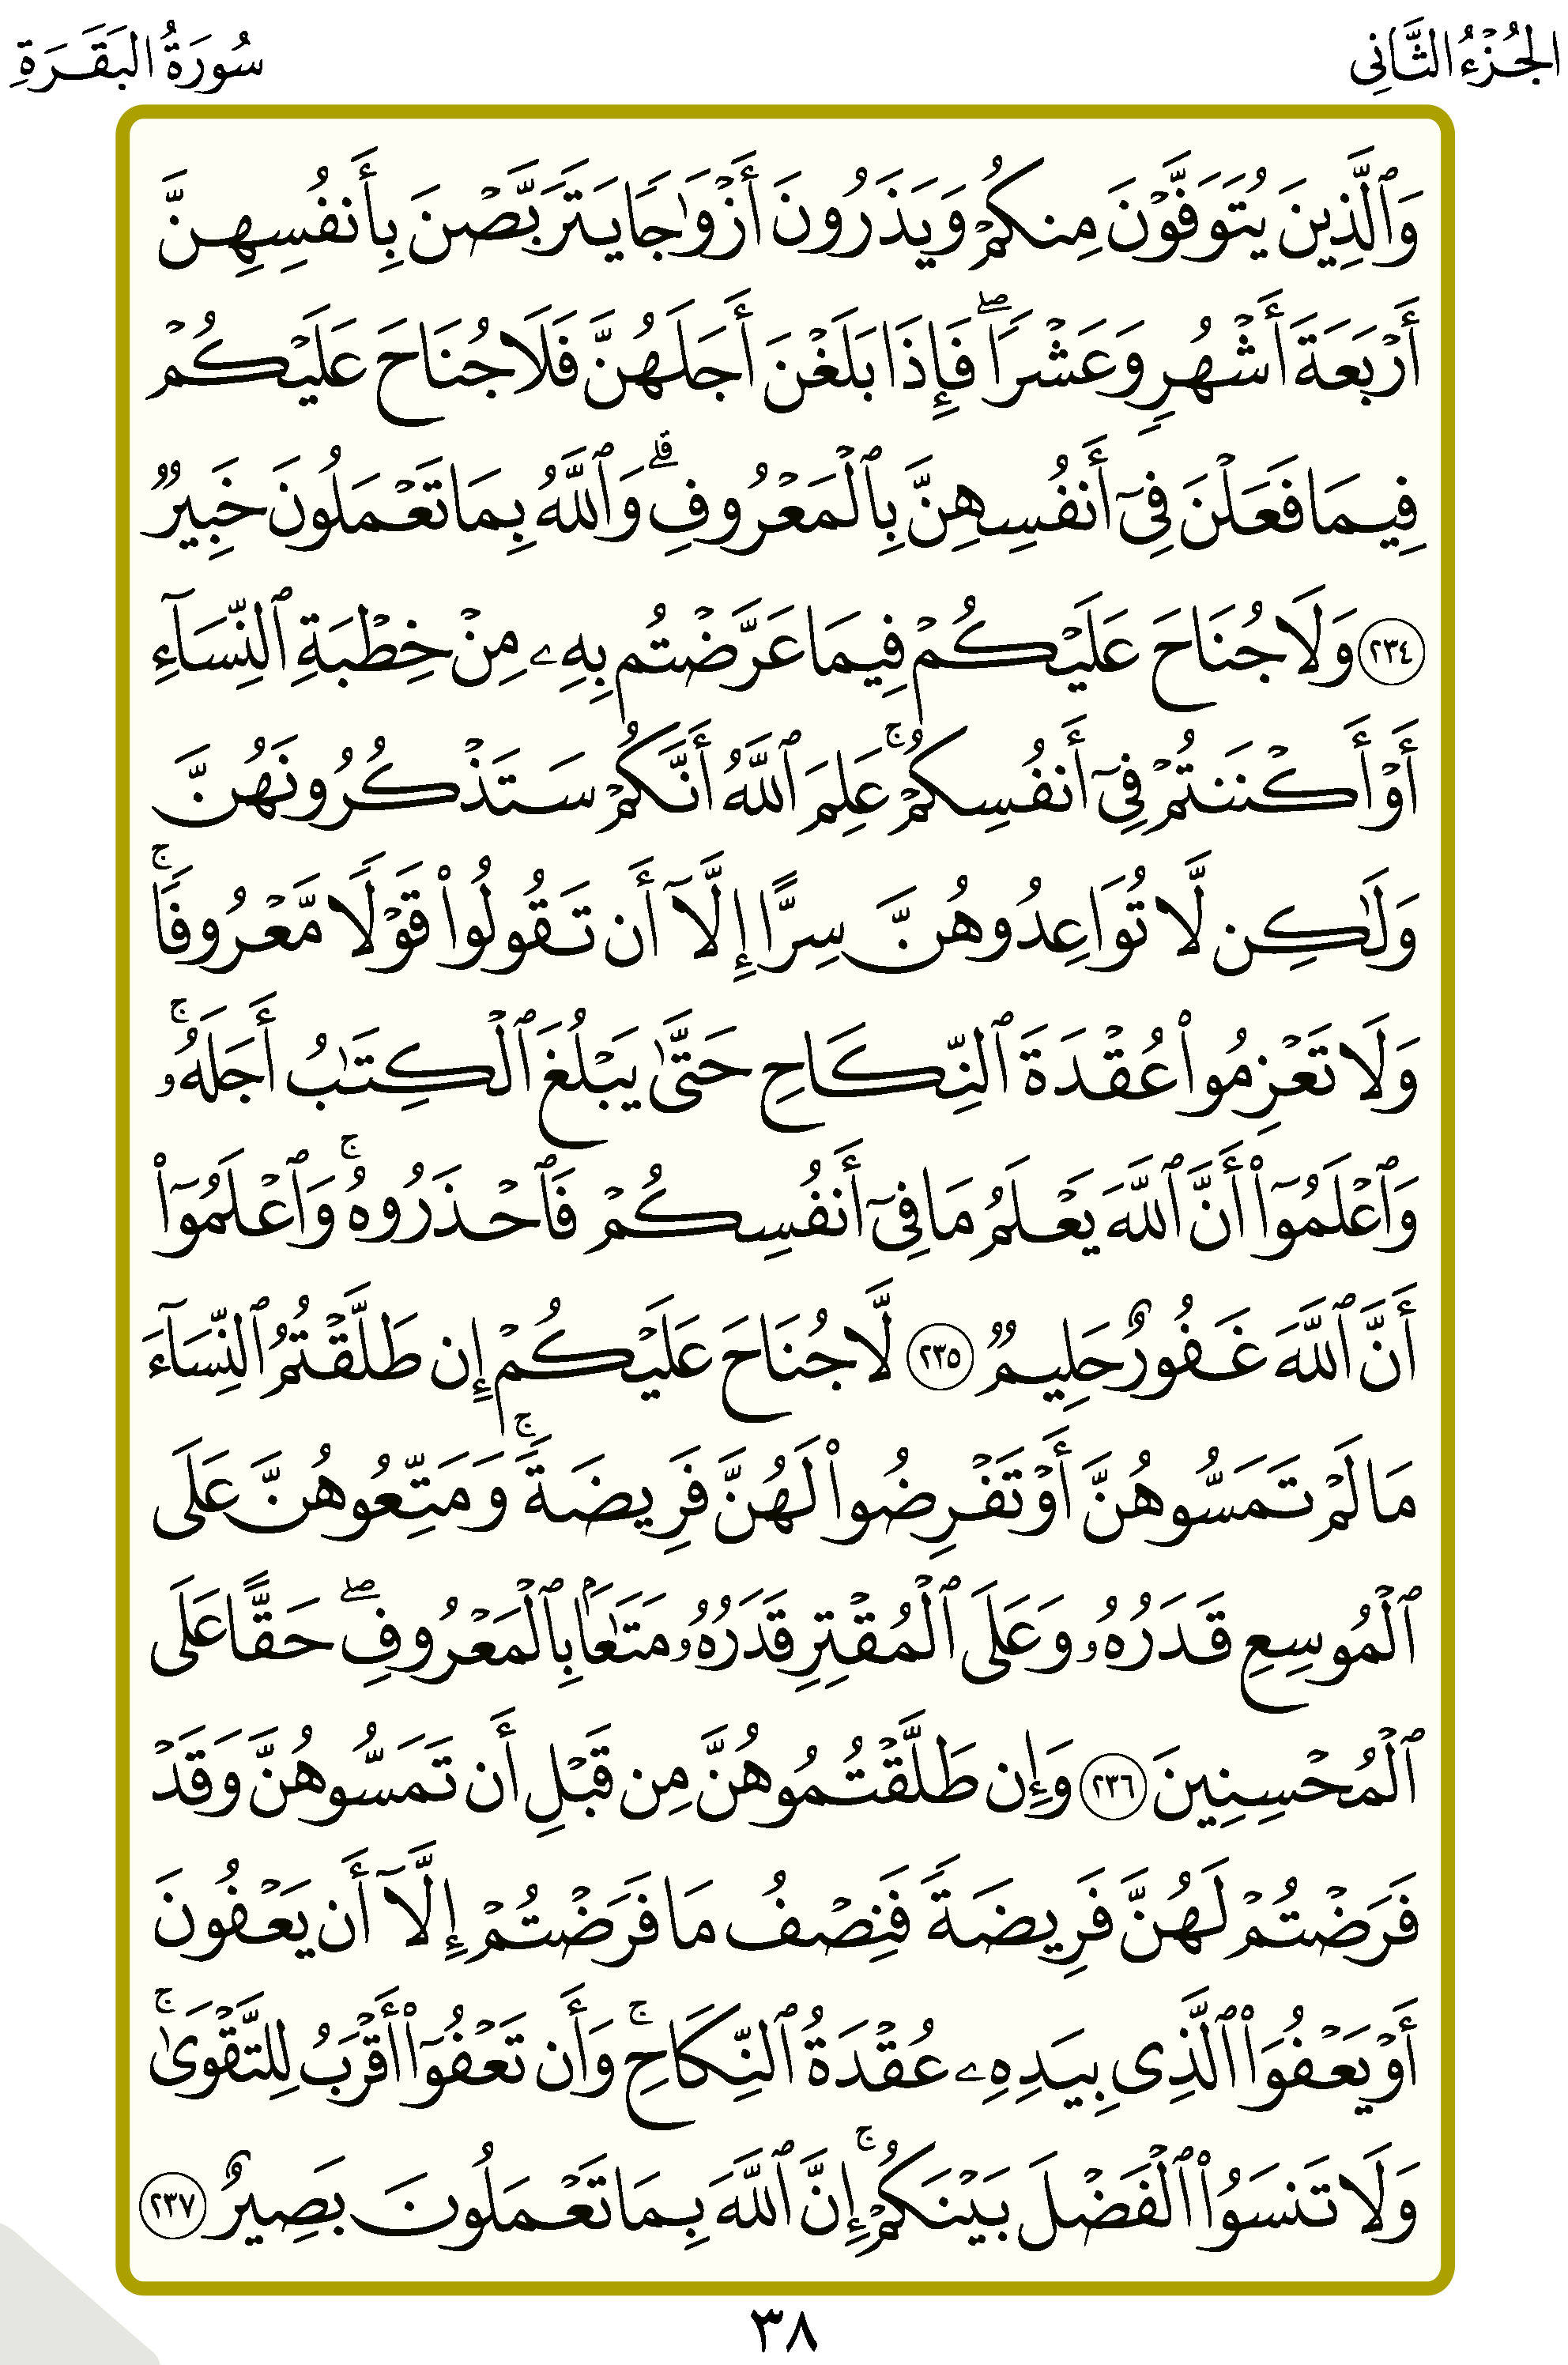 الجُزْءُ الثَّانِي
سُورَةُ البَقَرَةِ
وَٱلَّذِينَ يُتَوَفَّوْنَ مِنكُمْ وَيَذَرُونَ أَزْوَٰجًا يَتَرَبَّصْنَ بِأَنفُسِهِنَّ
أَرْبَعَةَ أَشْهُرٍ وَعَشْرًا ۖ فَإِذَا بَلَغْنَ أَجَلَهُنَّ فَلَا جُنَاحَ عَلَيْكُمْ
فِيمَا فَعَلْنَ فِىٓ أَنفُسِهِنَّ بِٱلْمَعْرُوفِ ۗ وَٱللَّهُ بِمَا تَعْمَلُونَ خَبِيرٌ
٢٣٤ وَلَا جُنَاحَ عَلَيْكُمْ فِيمَا عَرَّضْتُم بِهِۦ مِنْ خِطْبَةِ ٱلنِّسَآءِ
أَوْ أَكْنَنتُمْ فِىٓ أَنفُسِكُمْ ۚ عَلِمَ ٱللَّهُ أَنَّكُمْ سَتَذْكُرُونَهُنَّ
وَلَٰكِن لَّا تُوَاعِدُوهُنَّ سِرًّا إِلَّآ أَن تَقُولُوا۟ قَوْلًا مَّعْرُوفًا ۚ
وَلَا تَعْزِمُوا۟ عُقْدَةَ ٱلنِّكَاحِ حَتَّىٰ يَبْلُغَ ٱلْكِتَٰبُ أَجَلَهُۥ ۚ
وَٱعْلَمُوٓا۟ أَنَّ ٱللَّهَ يَعْلَمُ مَا فِىٓ أَنفُسِكُمْ فَٱحْذَرُوهُ ۚ وَٱعْلَمُوٓا۟
أَنَّ ٱللَّهَ غَفُورٌ حَلِيمٌ ٢٣٥ لَّا جُنَاحَ عَلَيْكُمْ إِن طَلَّقْتُمُ ٱلنِّسَآءَ
مَا لَمْ تَمَسُّوهُنَّ أَوْ تَفْرِضُوا۟ لَهُنَّ فَرِيضَةً ۚ وَمَتِّعُوهُنَّ عَلَى
ٱلْمُوسِعِ قَدَرُهُۥ وَعَلَى ٱلْمُقْتِرِ قَدَرُهُۥ مَتَٰعًۢا بِٱلْمَعْرُوفِ ۖ حَقًّا عَلَى
ٱلْمُحْسِنِينَ ٢٣٦ وَإِن طَلَّقْتُمُوهُنَّ مِن قَبْلِ أَن تَمَسُّوهُنَّ وَقَدْ
فَرَضْتُمْ لَهُنَّ فَرِيضَةً فَنِصْفُ مَا فَرَضْتُمْ إِلَّآ أَن يَعْفُونَ
أَوْ يَعْفُوَا۟ ٱلَّذِى بِيَدِهِۦ عُقْدَةُ ٱلنِّكَاحِ ۚ وَأَن تَعْفُوٓا۟ أَقْرَبُ لِلتَّقْوَىٰ ۚ
وَلَا تَنسَوُا۟ ٱلْفَضْلَ بَيْنَكُمْ ۚ إِنَّ ٱللَّهَ بِمَا تَعْمَلُونَ بَصِيرٌ ٢٣٧
٣٨